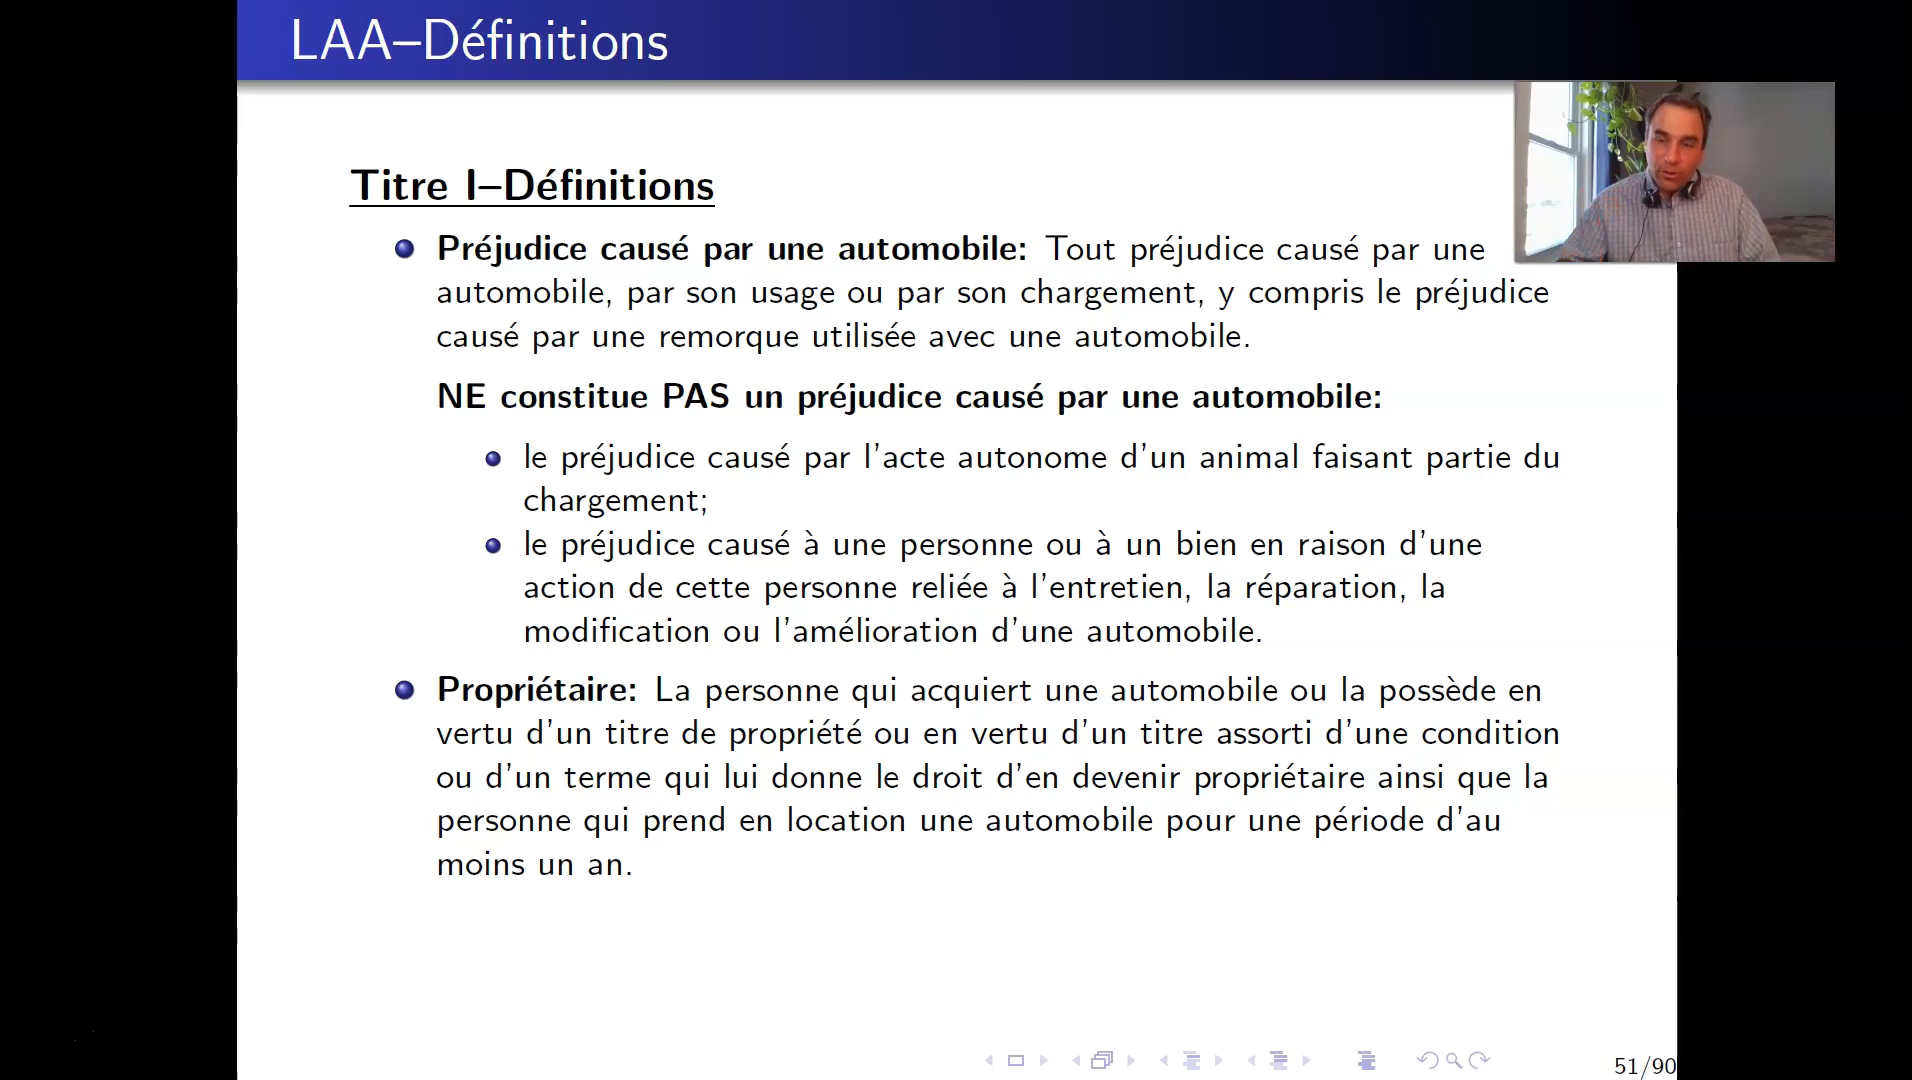 LAA–Définitions
Titre I–Définitions
Préjudice causé par une automobile: Tout préjudice causé par une
automobile, par son usage ou par son chargement, y compris le préjudice
causé par une remorque utilisée avec une automobile.
NE constitue PAS un préjudice causé par une automobile:
le préjudice causé par l'acte autonome d'un animal faisant partie du
chargement;
le préjudice causé à une personne ou à un bien en raison d'une
action de cette personne reliée à l'entretien, la réparation, la
modification ou l'amélioration d'une automobile.
Propriétaire: La personne qui acquiert une automobile ou la possède en
vertu d'un titre de propriété ou en vertu d'un titre assorti d'une condition
ou d'un terme qui lui donne le droit d'en devenir propriétaire ainsi que la
personne qui prend en location une automobile pour une période d'au
moins un an.
51/90